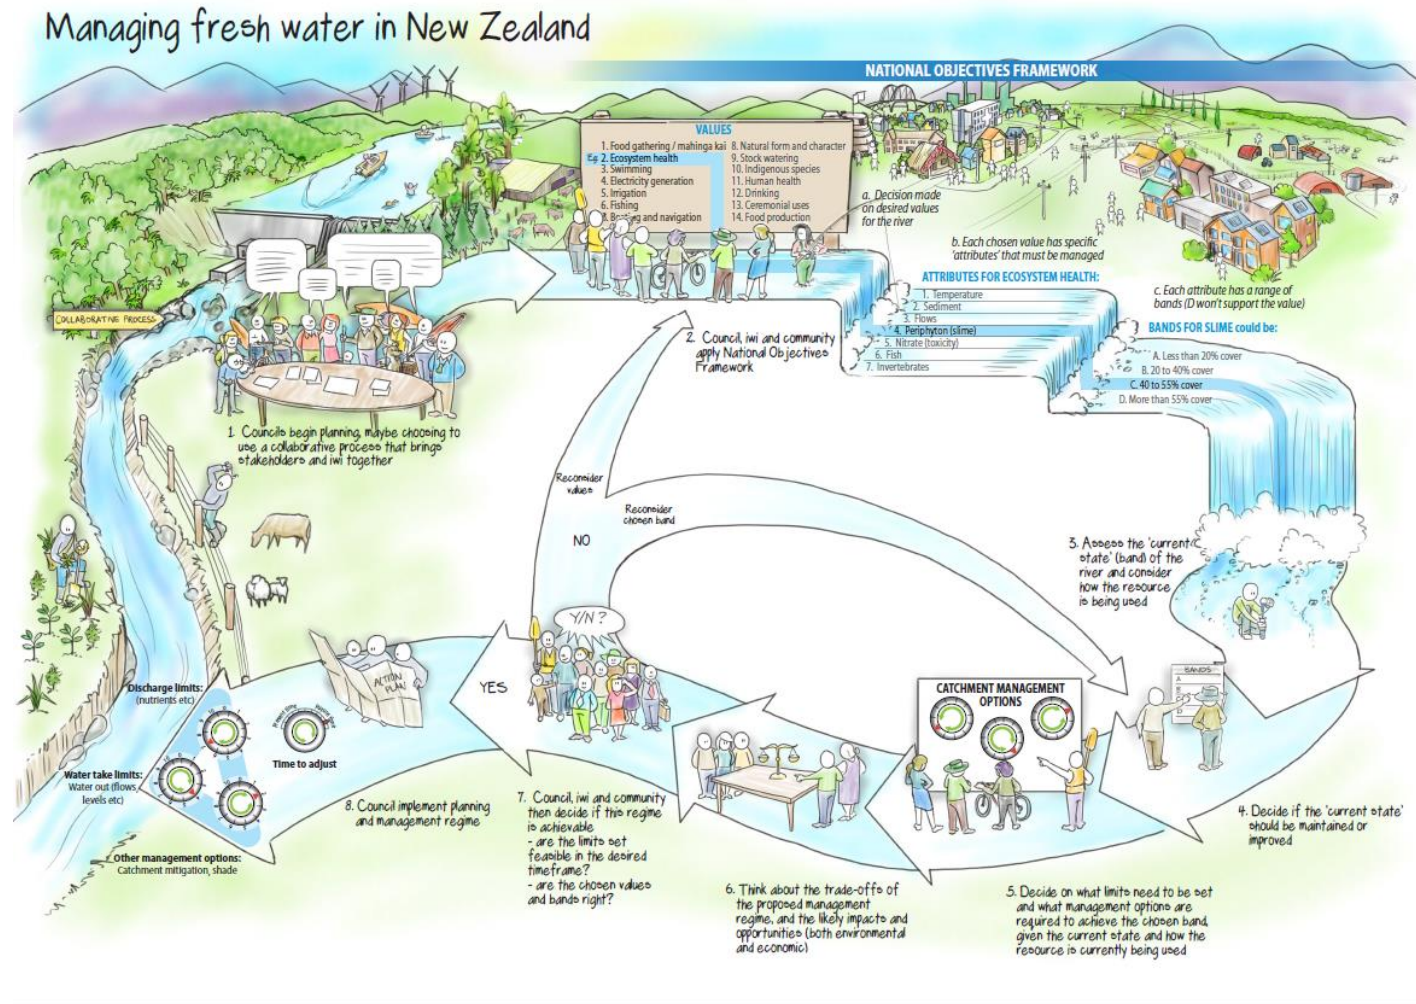 Managing fresh water in New Zealand
NATIONAL OBJECTIVES FRAMEWORK
VALUES
1. Food gathering / mahinga kai
Eg. 2. Ecosystem health
3. Swimming
4. Electricity generation
5. Irrigation
6. Fishing
8. Boating and navigation
8. Natural form and character
9. Stock watering
10. Indigenous species
11. Human health
12. Drinking
13. Ceremonial uses
14. Food production
a. Decision made
on desired values
for the river
b. Each chosen value has specific
'attributes' that must be managed
ATTRIBUTES FOR ECOSYSTEM HEALTH:
1. Temperature
2. Sediment
3. Flows
4. Periphyton (slime)
5. Nitrate (toxicity)
6. Fish
7. Invertebrates
c. Each attribute has a range of
bands (D won't support the value)
BANDS FOR SLIME could be:
A. Less than 20% cover
B. 20 to 40% cover
C. 40 to 55% cover
D. More than 55% cover
COLLABORATIVE PROCESS
1. Councils begin planning, maybe choosing to
use a collaborative process that brings
stakeholders and iwi together
2. Council, iwi and community
apply National Objectives
Framework
Reconsider
values
Reconsider
chosen band
NO
3. Assess the 'current
state' (band) of the
river and consider
how the resource
is being used
BANDS
A
4. Decide if the 'current state'
should be maintained or
improved
CATCHMENT MANAGEMENT
OPTIONS
5. Decide on what limits need to be set
and what management options are
required to achieve the chosen band,
given the current state and how the
resource is currently being used
6. Think about the trade-offs of
the proposed management
regime, and the likely impacts and
opportunities (both environmental
and economic)
Y/N?
YES
7. Council, iwi and community
then decide if this regime
is achievable
- are the limits set
feasible in the desired
timeframe?
- are the chosen values
and bands right?
ACTION
PLAN
8. Council implement planning
and management regime
Time to adjust
Discharge limits:
(nutrients etc)
Water take limits:
Water out (flows,
levels etc)
Other management options:
Catchment mitigation, shade